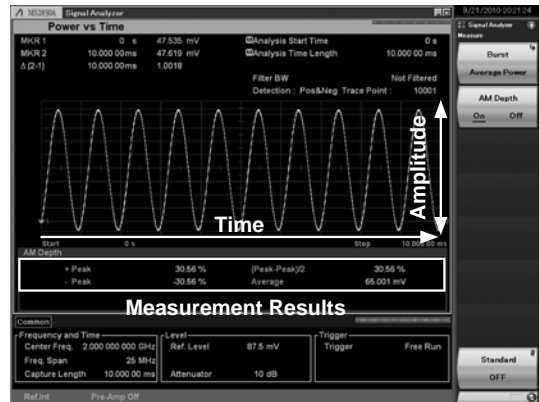 MS2830A Signal Analyzer 9/21/2010 20:21:24
Power vs Time
Signal Analyzer
Measure
MKR 1 0 s 47.535 mV Analysis Start Time 0 s
MKR 2 10.000 00ms 47.619 mV Analysis Time Length 10.000 00 ms
Δ (2-1) 10.000 00ms 1.0018
Filter BW Not Filtered
Detection : Pos&Neg Trace Point : 10001
Burst
Average Power
AM Depth
On Off
Amplitude
Time
Start 0 s Stop 10.000 00 ms
AM Depth
+ Peak 30.56 % (Peak-Peak)/2 30.56 %
- Peak -30.56 % Average 65.001 mV
Measurement Results
Common
Frequency and Time Level Trigger
Center Freq. 2.000 000 000 GHz Ref. Level 87.5 mV Trigger Free Run
Freq. Span 25 MHz
Capture Length 10.000 00 ms Attenuator 10 dB
Standard
OFF
Ref.Int Pre-Amp Off